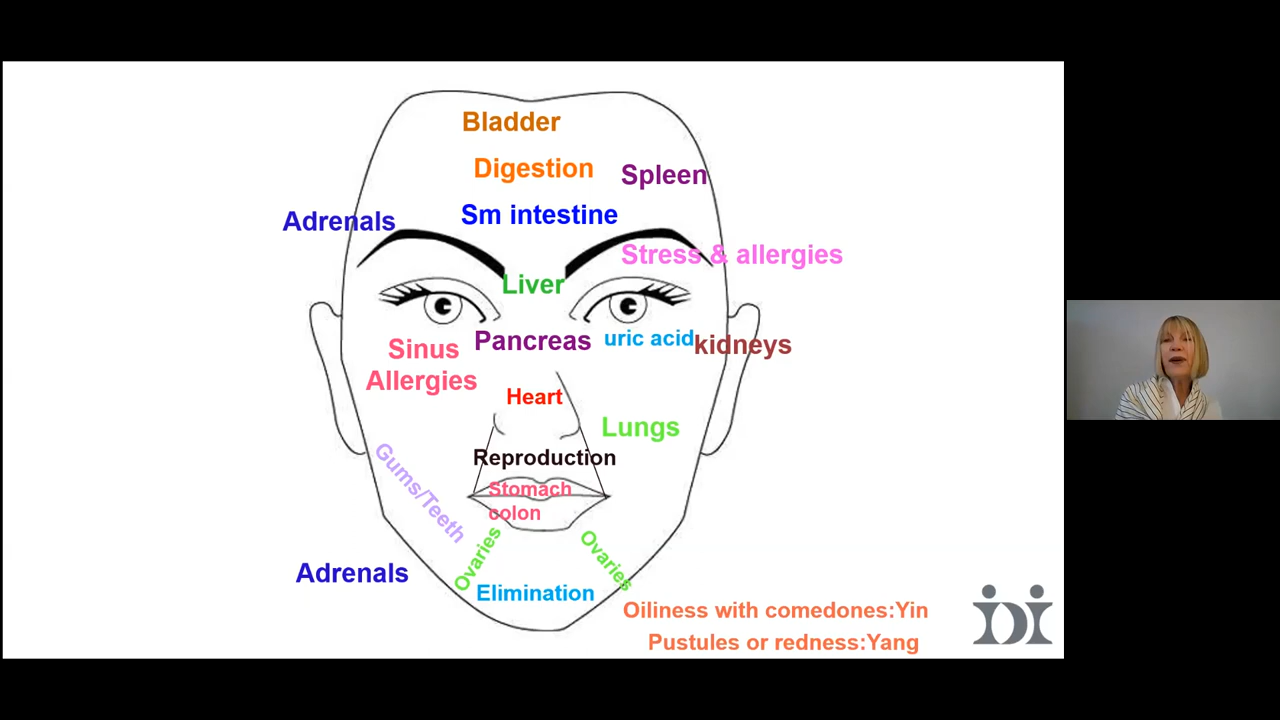 Bladder
Digestion
Spleen
Sm intestine
Adrenals
Stress & allergies
Liver
Pancreas
uric acid
kidneys
Sinus
Allergies
Heart
Lungs
Reproduction
Gums/Teeth
Stomach
colon
Ovaries
Ovaries
Adrenals
Elimination
Oiliness with comedones:Yin
Pustules or redness:Yang
IDI